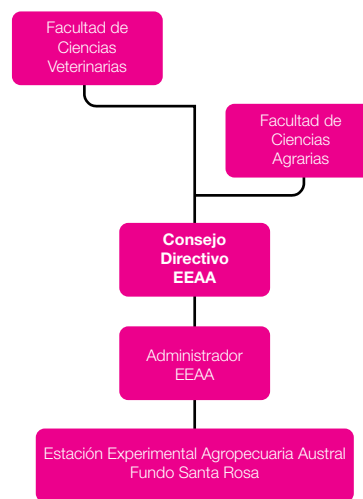 Facultad de
Ciencias
Veterinarias
Facultad de
Ciencias
Agrarias
Consejo
Directivo
EEAA
Administrador
EEAA
Estación Experimental Agropecuaria Austral
Fundo Santa Rosa